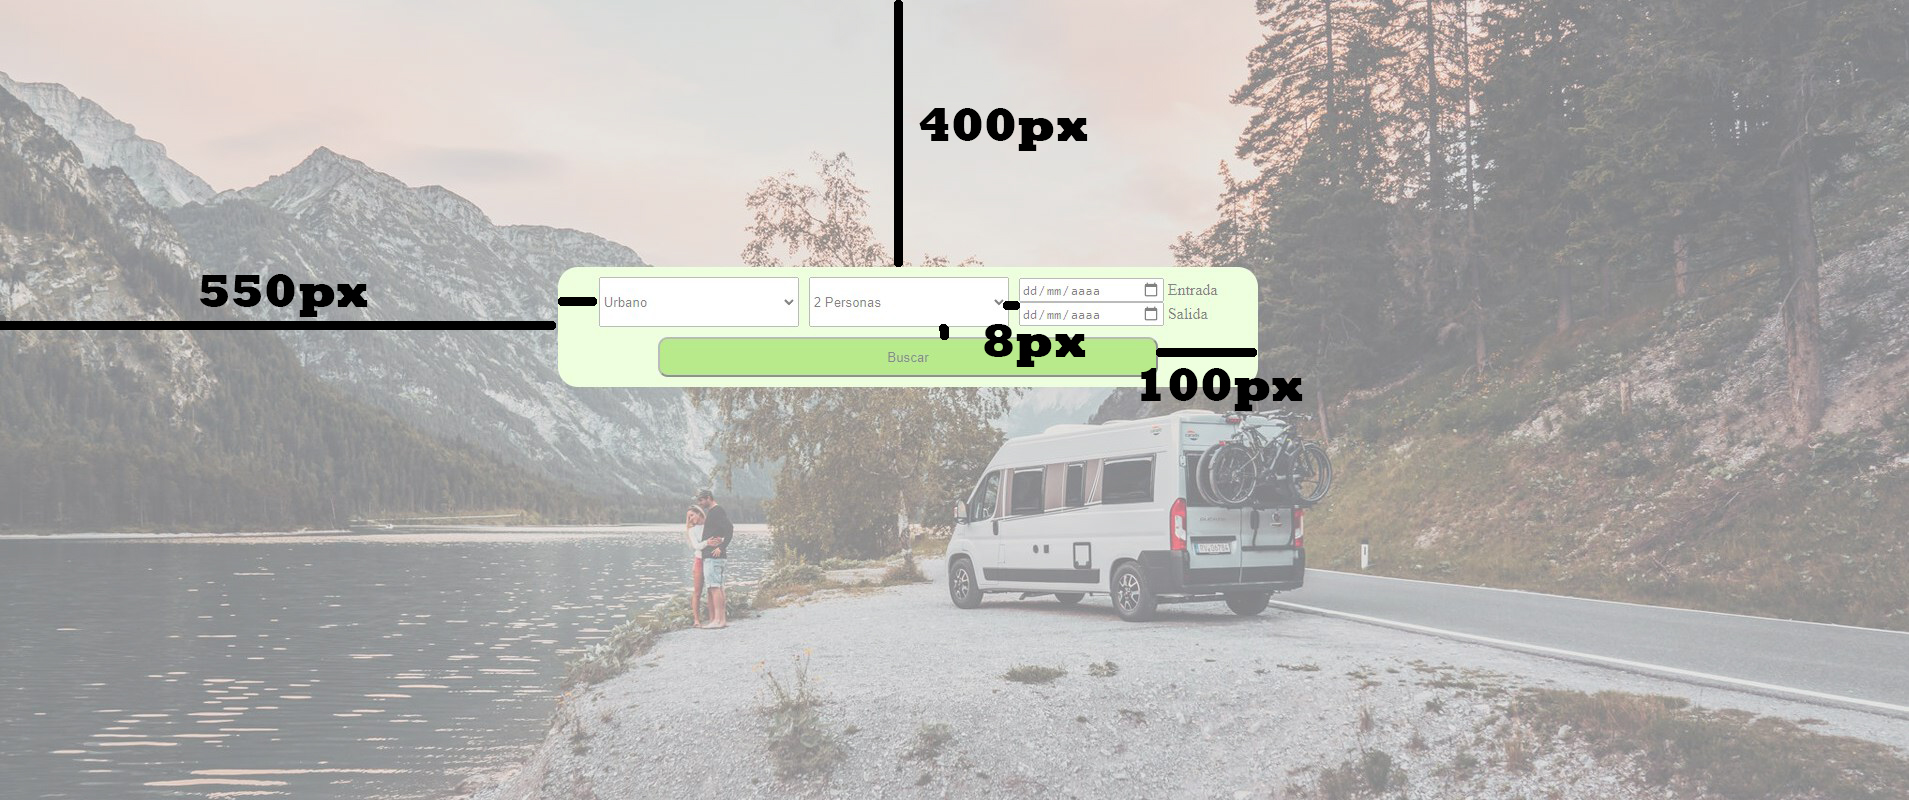 400px
550px
Urbano
2 Personas
dd/mm/aaaa
Entrada
dd/mm/aaaa
Salida
8px
Buscar
100px